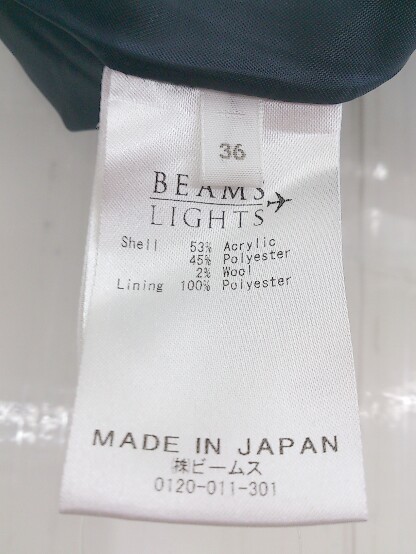 36
BEAMS
LIGHTS
Shell 53% Acrylic
45% Polyester
2% Wool
Lining 100% Polyester
MADE IN JAPAN
㈱ビームス
0120-011-301